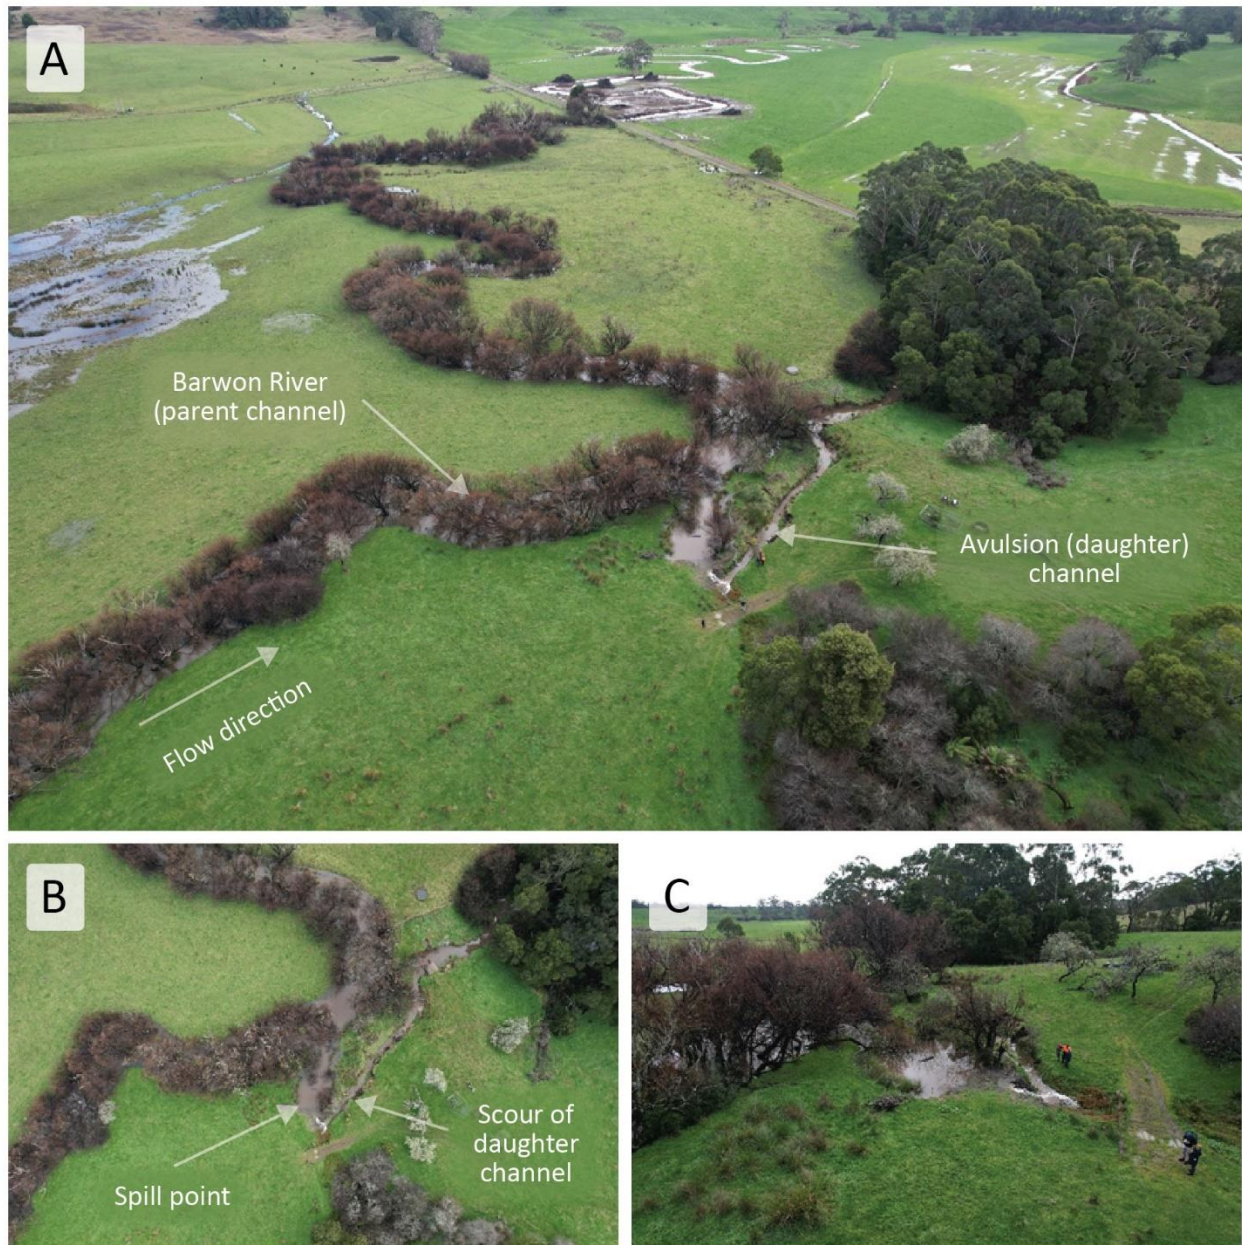 A
Barwon River
(parent channel)
Avulsion (daughter)
channel
Flow direction
B
Scour of
daughter
channel
Spill point
C